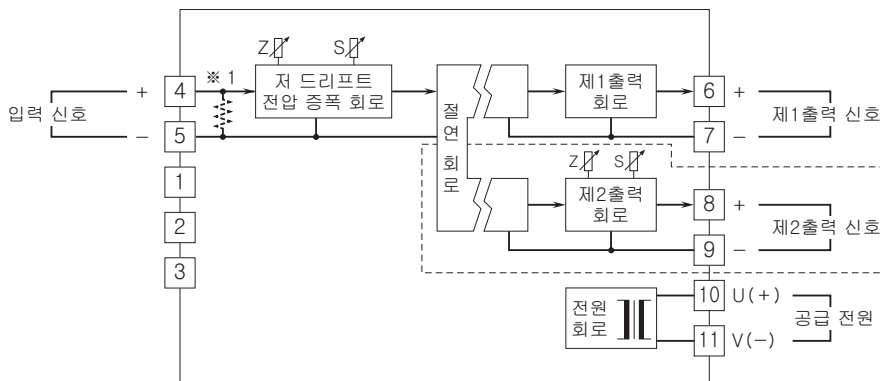 Z S
※ 1
입력 신호
+
4
저 드리프트
전압 증폭 회로
절연 회로
제1출력
회로
6
+
제1출력 신호
−
5
7
−
1
2
3
Z S
제2출력
회로
8
+
제2출력 신호
9
−
전원
회로
10
U(+)
공급 전원
11
V(−)